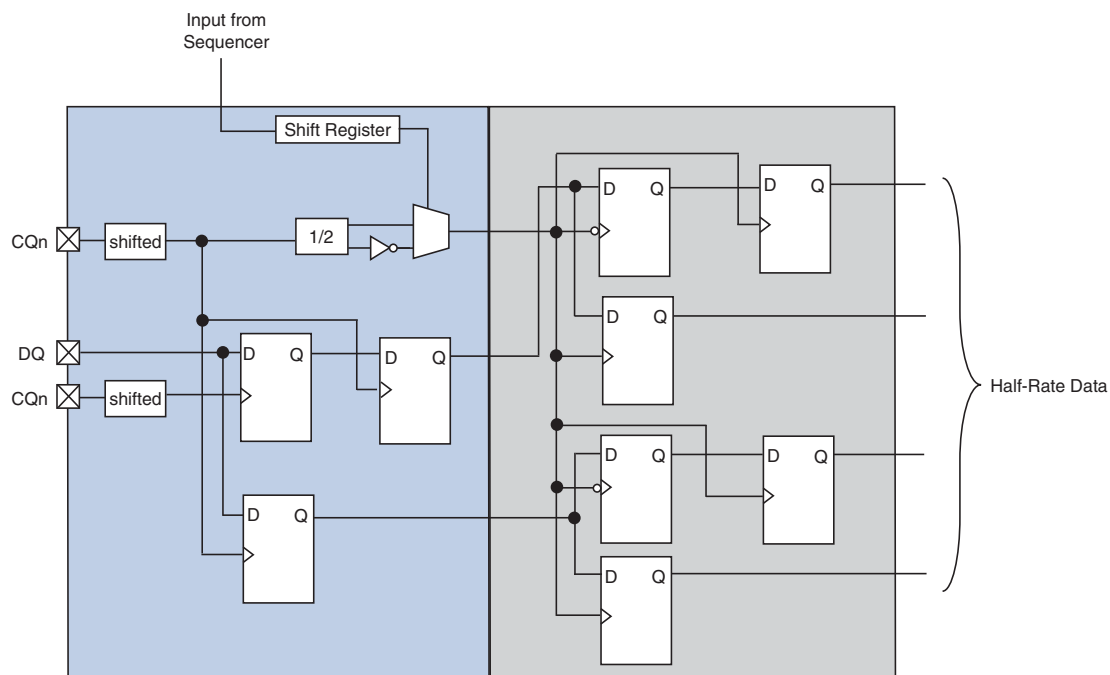 Input from
Sequencer
Shift Register
CQn
shifted
1/2
D Q
D Q
D Q
DQ
D Q
D Q
CQn
shifted
Half-Rate Data
D Q
D Q
D Q
D Q